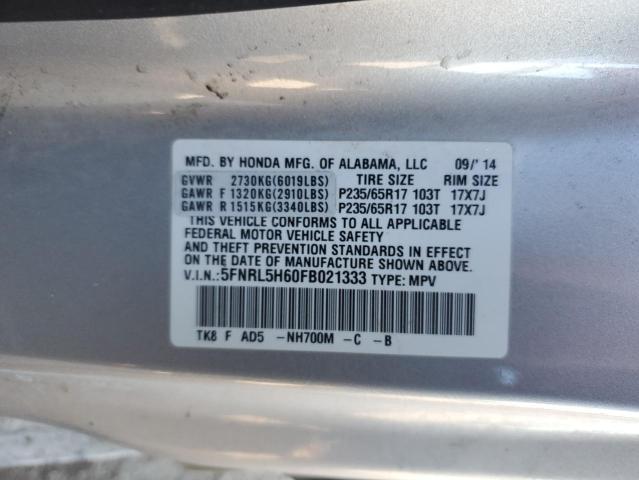 MFD. BY HONDA MFG. OF ALABAMA, LLC 09/' 14
GVWR 2730KG(6019LBS) TIRE SIZE RIM SIZE
GAWR F 1320KG(2910LBS) P235/65R17 103T 17X7J
GAWR R 1515KG(3340LBS) P235/65R17 103T 17X7J
THIS VEHICLE CONFORMS TO ALL APPLICABLE
FEDERAL MOTOR VEHICLE SAFETY
AND THEFT PREVENTION STANDARDS IN EFFECT
ON THE DATE OF MANUFACTURE SHOWN ABOVE.
V.I.N.:5FNRL5H60FB021333 TYPE: MPV
TK8 F AD5 -NH700M -C -B